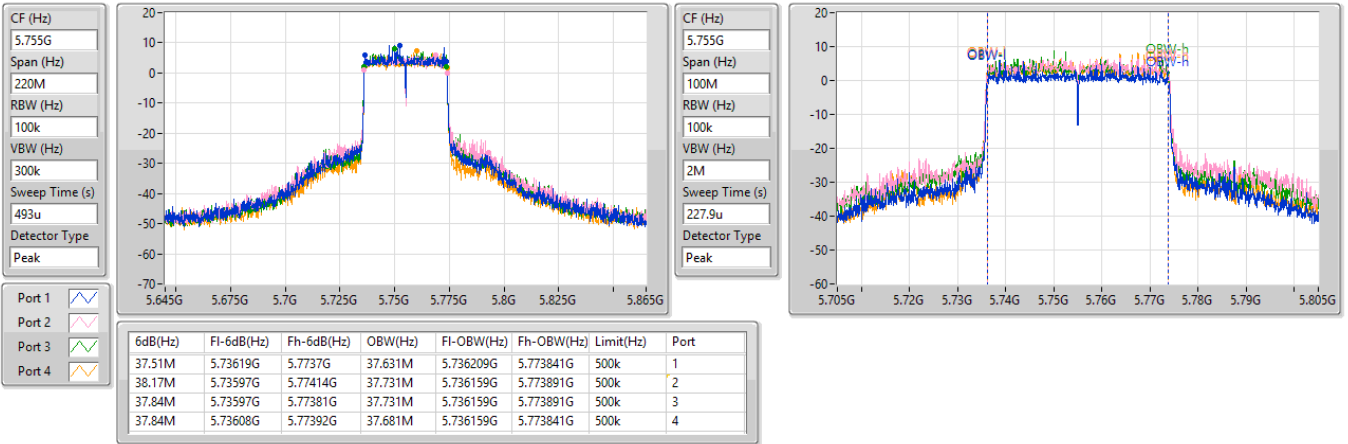 CF (Hz)
5.755G
Span (Hz)
220M
RBW (Hz)
100k
VBW (Hz)
300k
Sweep Time (s)
493u
Detector Type
Peak
20
10
0
-10
-20
-30
-40
-50
-60
-70
5.645G 5.675G 5.7G 5.725G 5.75G 5.775G 5.8G 5.825G 5.865G
CF (Hz)
5.755G
Span (Hz)
100M
RBW (Hz)
100k
VBW (Hz)
2M
Sweep Time (s)
227.9u
Detector Type
Peak
20
10
0
-10
-20
-30
-40
-50
-60
OBW-h
OBW-h
5.705G 5.72G 5.73G 5.74G 5.75G 5.76G 5.77G 5.78G 5.79G 5.805G
Port 1
Port 2
Port 3
Port 4
6dB(Hz) Fl-6dB(Hz) Fh-6dB(Hz) OBW(Hz) Fl-OBW(Hz) Fh-OBW(Hz) Limit(Hz) Port
37.51M 5.73619G 5.7737G 37.631M 5.736209G 5.773841G 500k 1
38.17M 5.73597G 5.77414G 37.731M 5.736159G 5.773891G 500k 2
37.84M 5.73597G 5.77381G 37.731M 5.736159G 5.773891G 500k 3
37.84M 5.73608G 5.77392G 37.681M 5.736159G 5.773841G 500k 4